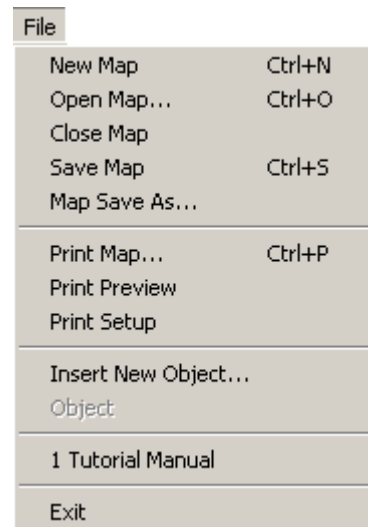 File
New Map Ctrl+N
Open Map... Ctrl+O
Close Map
Save Map Ctrl+S
Map Save As...
Print Map... Ctrl+P
Print Preview
Print Setup
Insert New Object...
Object
1 Tutorial Manual
Exit